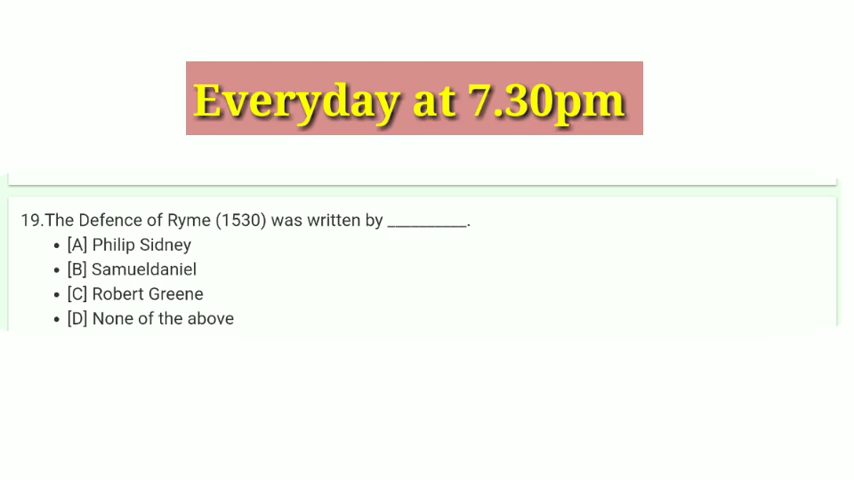 Everyday at 7.30pm
19.The Defence of Ryme (1530) was written by __________.
• [A] Philip Sidney
• [B] Samueldaniel
• [C] Robert Greene
• [D] None of the above